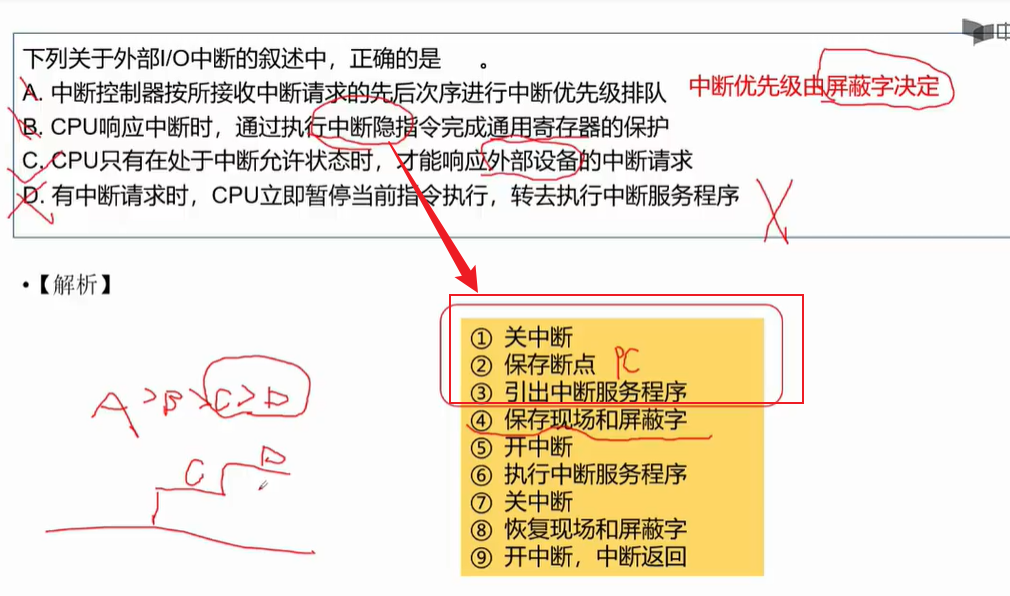 中
下列关于外部I/O中断的叙述中，正确的是　。
A. 中断控制器按所接收中断请求的先后次序进行中断优先级排队
中断优先级由屏蔽字决定
B. CPU响应中断时，通过执行中断隐指令完成通用寄存器的保护
C. CPU只有在处于中断允许状态时，才能响应外部设备的中断请求
D. 有中断请求时，CPU立即暂停当前指令执行，转去执行中断服务程序
•【解析】
① 关中断
② 保存断点 PC
③ 引出中断服务程序
④ 保存现场和屏蔽字
⑤ 开中断
⑥ 执行中断服务程序
⑦ 关中断
⑧ 恢复现场和屏蔽字
⑨ 开中断，中断返回
A>B>C>D
C D